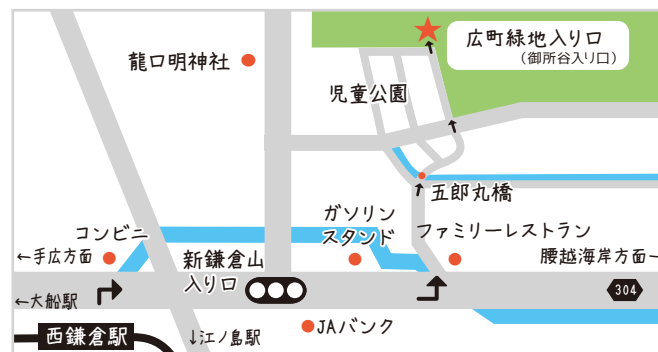 広町緑地入り口
（御所谷入り口）
龍口明神社
児童公園
五郎丸橋
ガソリン
スタンド
ファミリーレストラン
コンビニ
←手広方面
新鎌倉山
入り口
腰越海岸方面→
←大船駅
304
西鎌倉駅
↓江ノ島駅
JAバンク